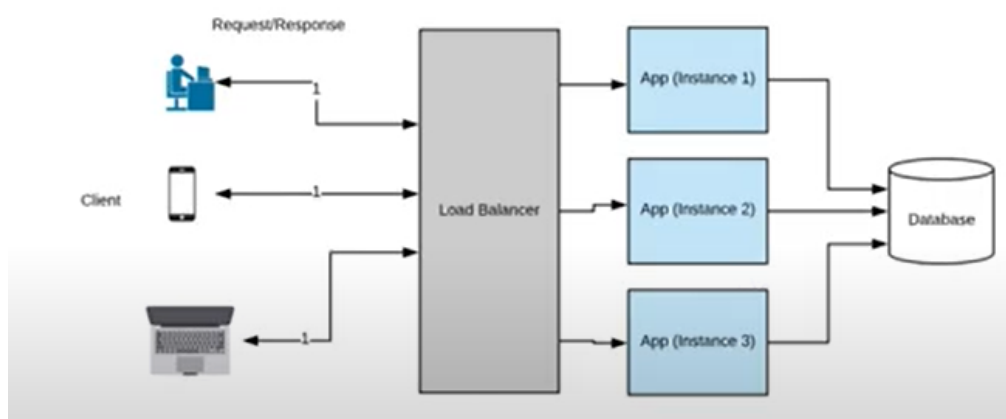 Request/Response
1
App (Instance 1)
Client
1
Load Balancer
App (Instance 2)
Database
1
App (Instance 3)